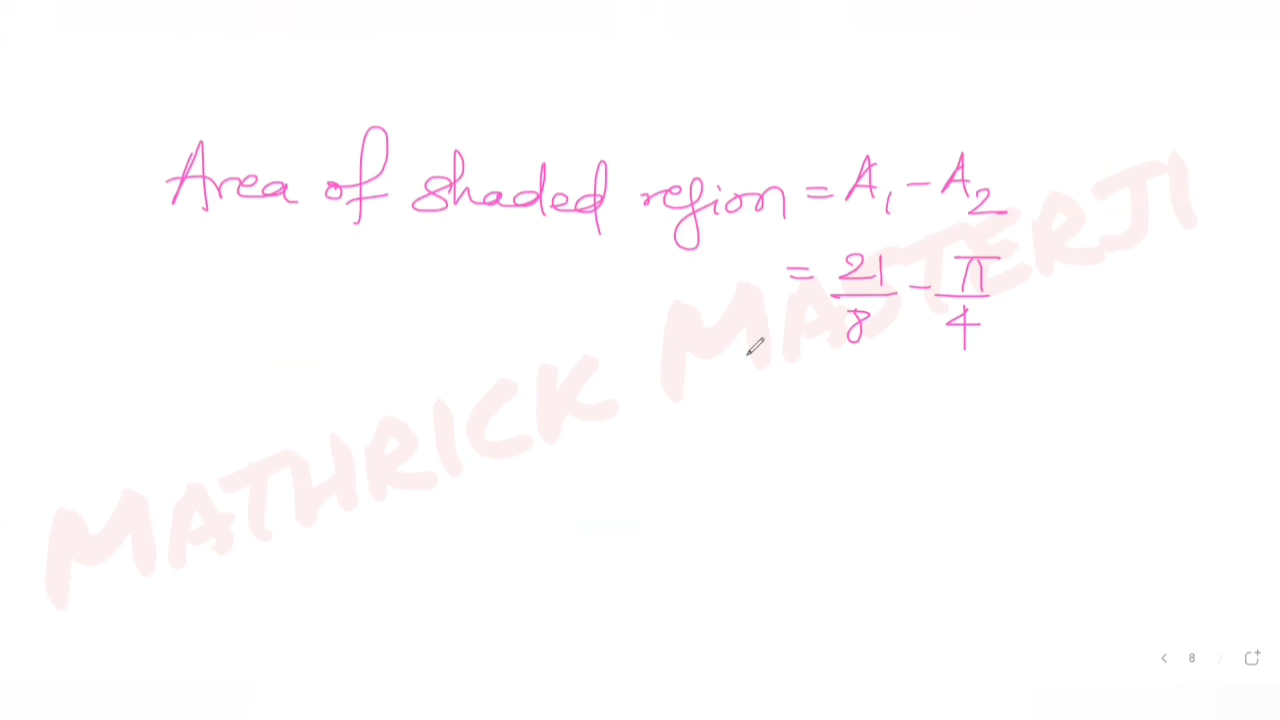 Area of shaded region = A₁ - A₂
= 21/8 - π/4
MATHRICK MASTERJI
8